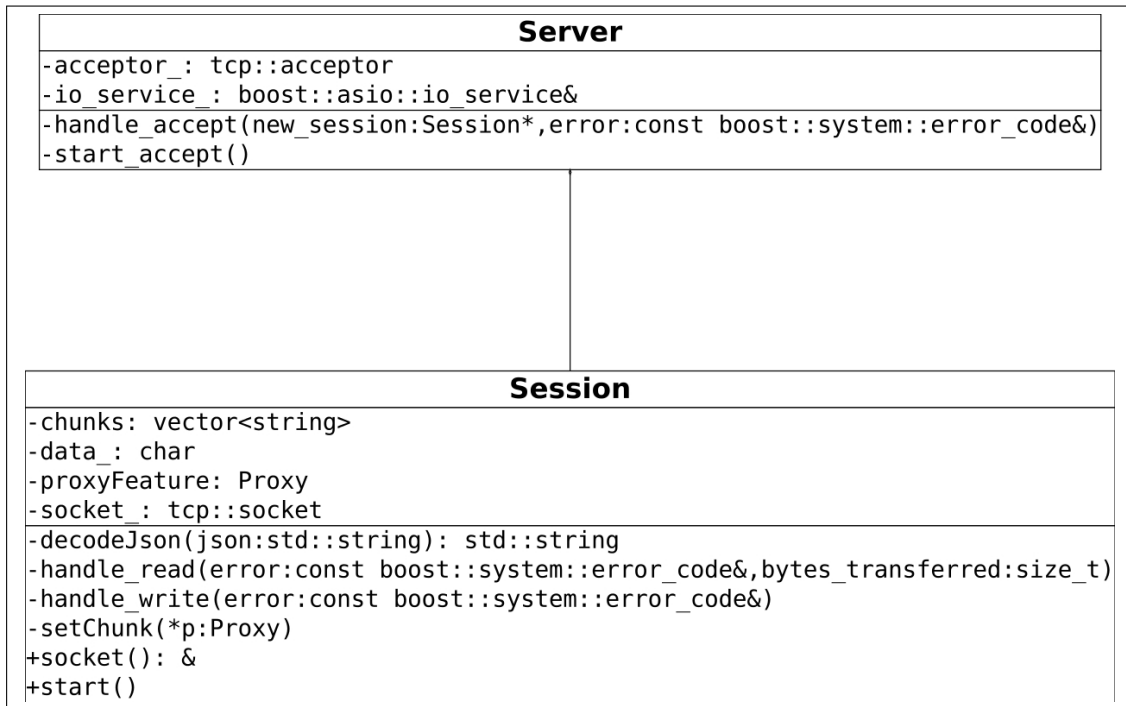 Server
-acceptor_: tcp::acceptor
-io_service_: boost::asio::io_service&
-handle_accept(new_session:Session*,error:const boost::system::error_code&)
-start_accept()
Session
-chunks: vector<string>
-data_: char
-proxyFeature: Proxy
-socket_: tcp::socket
-decodeJson(json:std::string): std::string
-handle_read(error:const boost::system::error_code&,bytes_transferred:size_t)
-handle_write(error:const boost::system::error_code&)
-setChunk(*p:Proxy)
+socket(): &
+start()